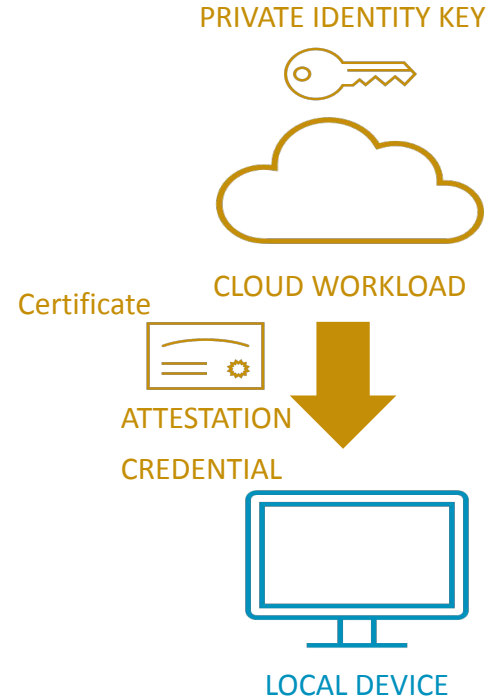 PRIVATE IDENTITY KEY
CLOUD WORKLOAD
Certificate
ATTESTATION
CREDENTIAL
LOCAL DEVICE